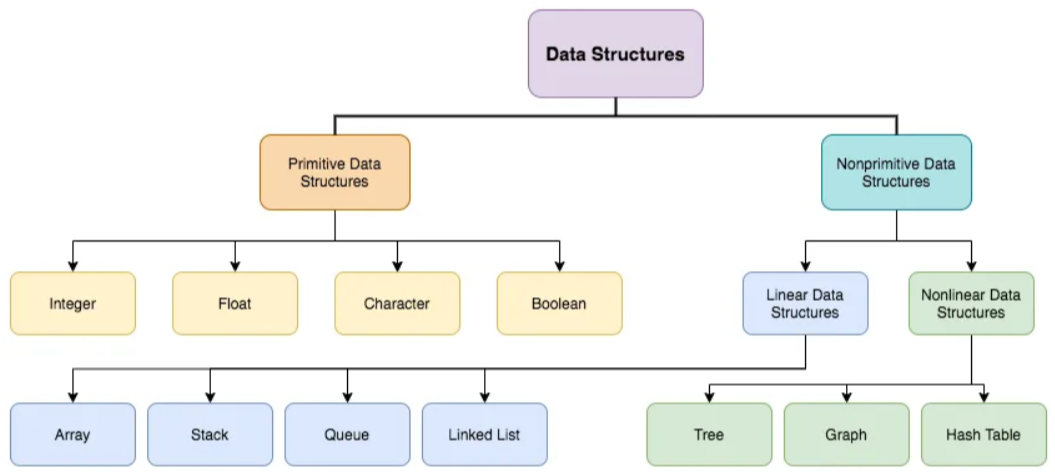 Data Structures
Primitive Data
Structures
Nonprimitive Data
Structures
Integer
Float
Character
Boolean
Linear Data
Structures
Nonlinear Data
Structures
Array
Stack
Queue
Linked List
Tree
Graph
Hash Table